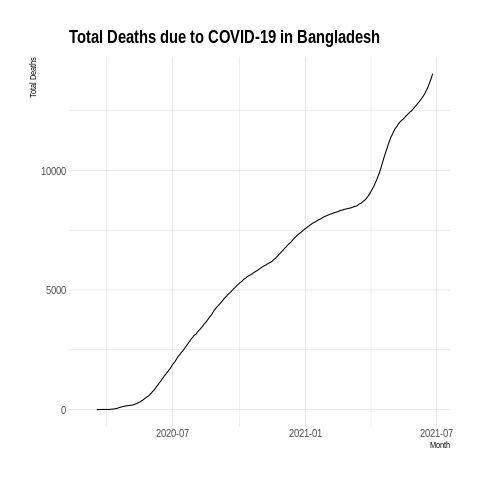 Total Deaths due to COVID-19 in Bangladesh
Total Deaths
10000
5000
0
2020-07
2021-01
2021-07
Month